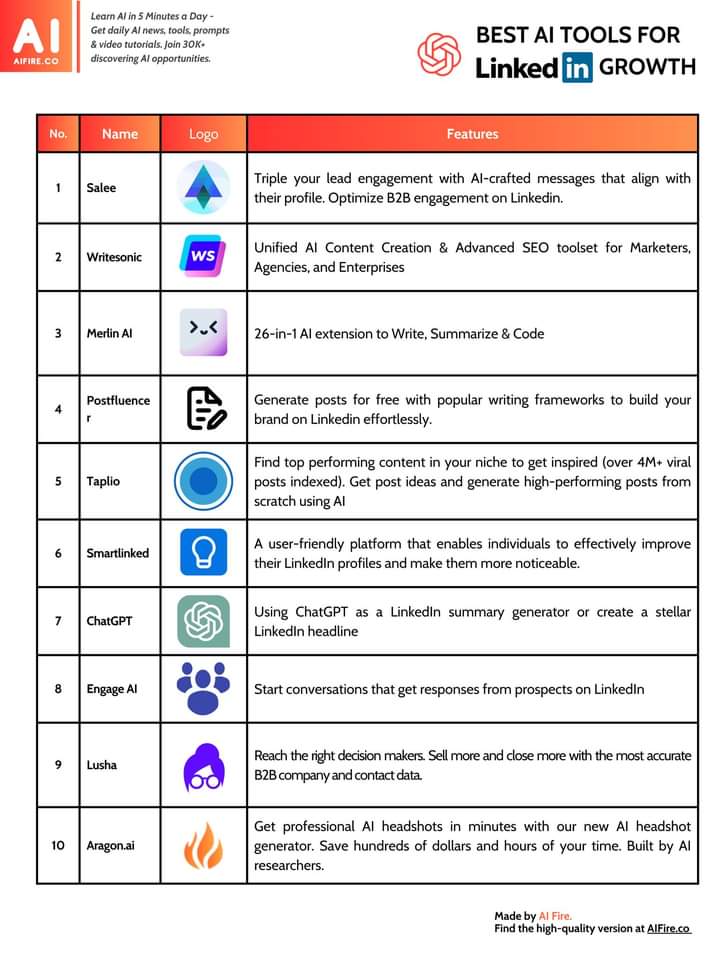 AI
AIFIRE.CO
Learn AI in 5 Minutes a Day -
Get daily AI news, tools, prompts
& video tutorials. Join 30K+
discovering AI opportunities.
BEST AI TOOLS FOR
Linked in GROWTH
No. Name Logo Features
1 Salee
Triple your lead engagement with AI-crafted messages that align with
their profile. Optimize B2B engagement on Linkedin.
2 Writesonic
WS
Unified AI Content Creation & Advanced SEO toolset for Marketers,
Agencies, and Enterprises
3 Merlin AI
26-in-1 AI extension to Write, Summarize & Code
4 Postfluence
r
Generate posts for free with popular writing frameworks to build your
brand on Linkedin effortlessly.
5 Taplio
Find top performing content in your niche to get inspired (over 4M+ viral
posts indexed). Get post ideas and generate high-performing posts from
scratch using AI
6 Smartlinked
A user-friendly platform that enables individuals to effectively improve
their LinkedIn profiles and make them more noticeable.
7 ChatGPT
Using ChatGPT as a LinkedIn summary generator or create a stellar
LinkedIn headline
8 Engage AI
Start conversations that get responses from prospects on LinkedIn
9 Lusha
Reach the right decision makers. Sell more and close more with the most accurate
B2B company and contact data.
10 Aragon.ai
Get professional AI headshots in minutes with our new AI headshot
generator. Save hundreds of dollars and hours of your time. Built by AI
researchers.
Made by AI Fire.
Find the high-quality version at AIFire.co